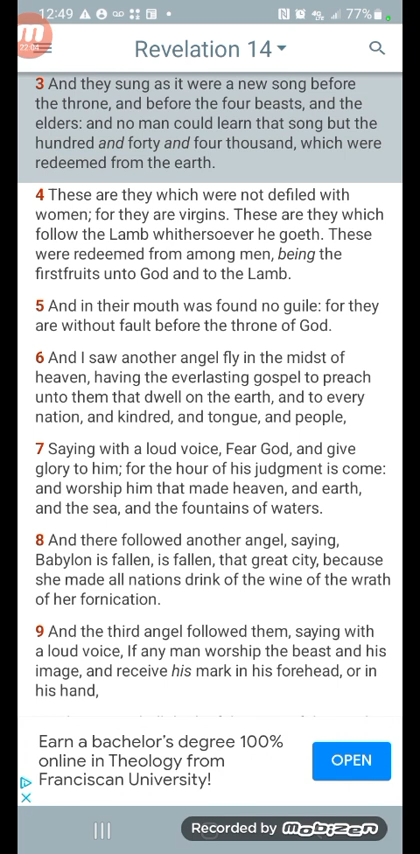 12:49 77%
22:04
Revelation 14
3 And they sung as it were a new song before
the throne, and before the four beasts, and the
elders: and no man could learn that song but the
hundred and forty and four thousand, which were
redeemed from the earth.
4 These are they which were not defiled with
women; for they are virgins. These are they which
follow the Lamb whithersoever he goeth. These
were redeemed from among men, being the
firstfruits unto God and to the Lamb.
5 And in their mouth was found no guile: for they
are without fault before the throne of God.
6 And I saw another angel fly in the midst of
heaven, having the everlasting gospel to preach
unto them that dwell on the earth, and to every
nation, and kindred, and tongue, and people,
7 Saying with a loud voice, Fear God, and give
glory to him; for the hour of his judgment is come:
and worship him that made heaven, and earth,
and the sea, and the fountains of waters.
8 And there followed another angel, saying,
Babylon is fallen, is fallen, that great city, because
she made all nations drink of the wine of the wrath
of her fornication.
9 And the third angel followed them, saying with
a loud voice, If any man worship the beast and his
image, and receive his mark in his forehead, or in
his hand,
Earn a bachelor's degree 100%
online in Theology from
Franciscan University!
OPEN
Recorded by mobizen